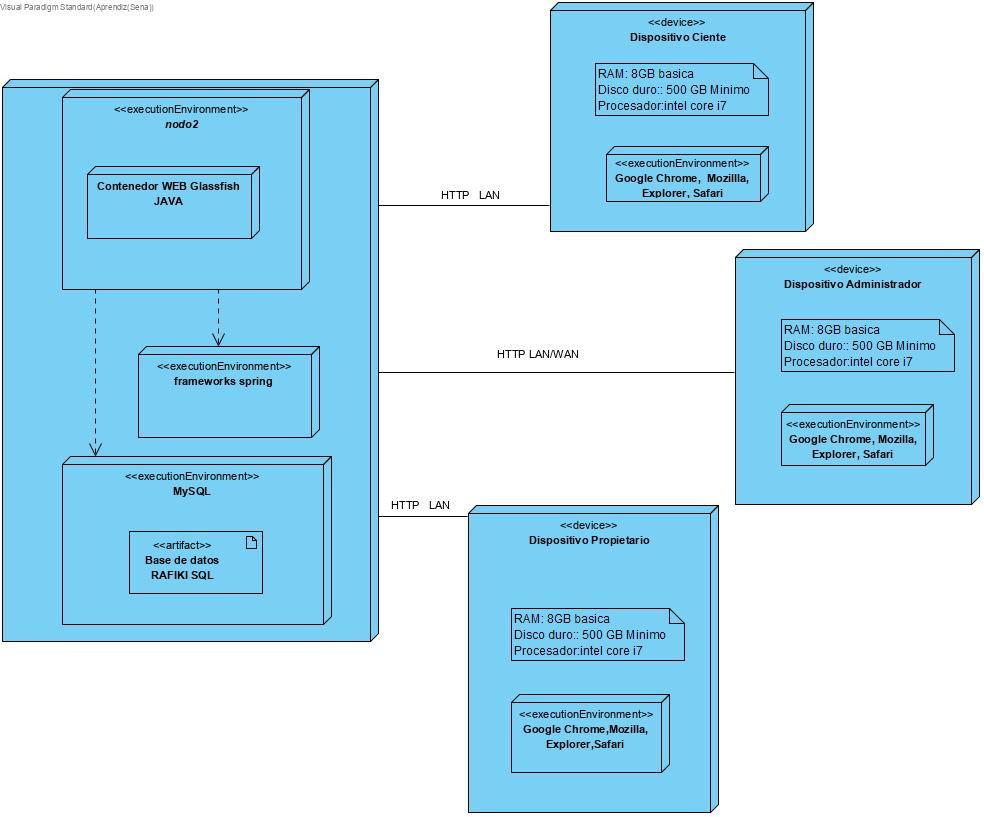 Visual Paradigm Standard(Aprendiz(Sena))
<<executionEnvironment>>
nodo2
Contenedor WEB Glassfish
JAVA
<<executionEnvironment>>
frameworks spring
<<executionEnvironment>>
MySQL
<<artifact>>
Base de datos
RAFIKI SQL
HTTP   LAN
<<device>>
Dispositivo Ciente
RAM: 8GB basica
Disco duro:: 500 GB Minimo
Procesador:intel core i7
<<executionEnvironment>>
Google Chrome,  Mozillla,
Explorer, Safari
HTTP LAN/WAN
<<device>>
Dispositivo Administrador
RAM: 8GB basica
Disco duro:: 500 GB Minimo
Procesador:intel core i7
<<executionEnvironment>>
Google Chrome, Mozilla,
Explorer, Safari
HTTP   LAN
<<device>>
Dispositivo Propietario
RAM: 8GB basica
Disco duro:: 500 GB Minimo
Procesador:intel core i7
<<executionEnvironment>>
Google Chrome,Mozilla,
Explorer,Safari